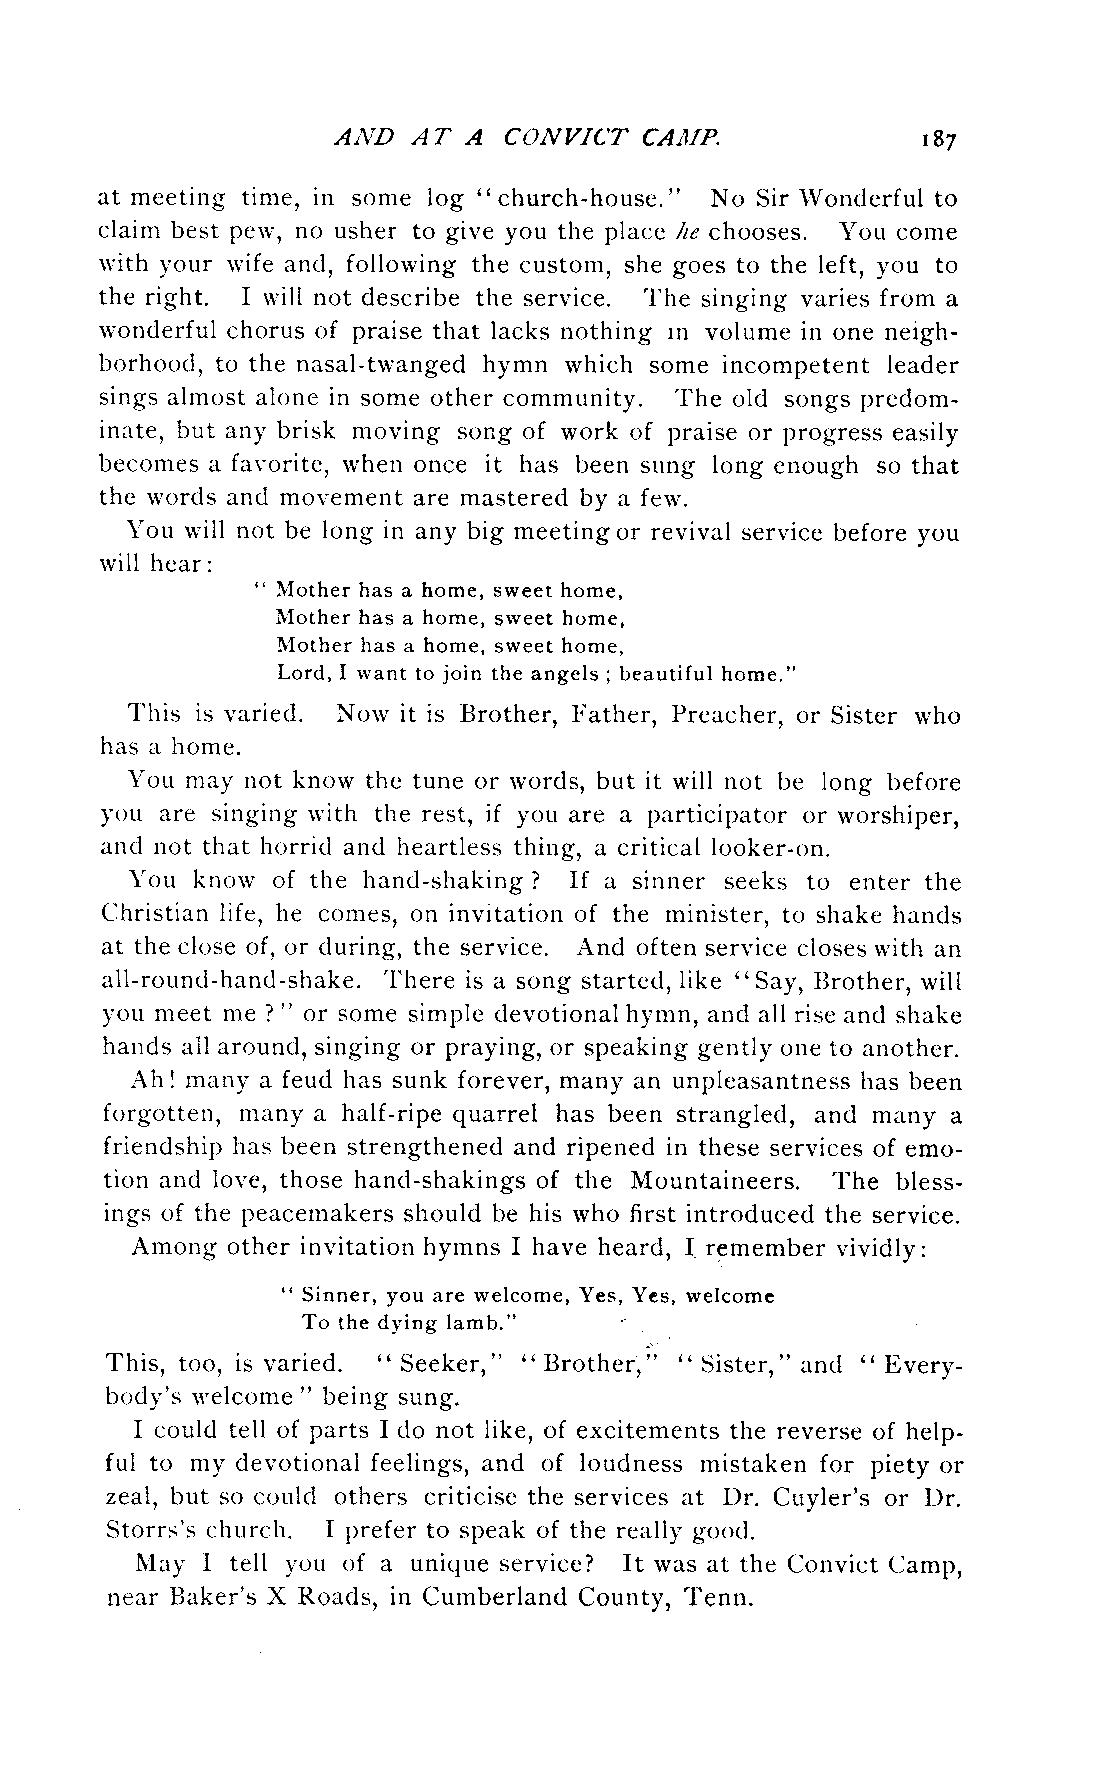 AND AT A CONVICT CAMP. 187
at meeting time, in some log "church-house." No Sir Wonderful to
claim best pew, no usher to give you the place he chooses. You come
with your wife and, following the custom, she goes to the left, you to
the right. I will not describe the service. The singing varies from a
wonderful chorus of praise that lacks nothing in volume in one neigh-
borhood, to the nasal-twanged hymn which some incompetent leader
sings almost alone in some other community. The old songs predom-
inate, but any brisk moving song of work of praise or progress easily
becomes a favorite, when once it has been sung long enough so that
the words and movement are mastered by a few.
You will not be long in any big meeting or revival service before you
will hear:
" Mother has a home, sweet home,
Mother has a home, sweet home,
Mother has a home, sweet home,
Lord, I want to join the angels ; beautiful home."
This is varied. Now it is Brother, Father, Preacher, or Sister who
has a home.
You may not know the tune or words, but it will not be long before
you are singing with the rest, if you are a participator or worshiper,
and not that horrid and heartless thing, a critical looker-on.
You know of the hand-shaking? If a sinner seeks to enter the
Christian life, he comes, on invitation of the minister, to shake hands
at the close of, or during, the service. And often service closes with an
all-round-hand-shake. There is a song started, like "Say, Brother, will
you meet me ?" or some simple devotional hymn, and all rise and shake
hands all around, singing or praying, or speaking gently one to another.
Ah! many a feud has sunk forever, many an unpleasantness has been
forgotten, many a half-ripe quarrel has been strangled, and many a
friendship has been strengthened and ripened in these services of emo-
tion and love, those hand-shakings of the Mountaineers. The bless-
ings of the peacemakers should be his who first introduced the service.
Among other invitation hymns I have heard, I remember vividly:
" Sinner, you are welcome, Yes, Yes, welcome
To the dying lamb."
This, too, is varied. " Seeker," " Brother," " Sister," and " Every-
body's welcome " being sung.
I could tell of parts I do not like, of excitements the reverse of help-
ful to my devotional feelings, and of loudness mistaken for piety or
zeal, but so could others criticise the services at Dr. Cuyler's or Dr.
Storrs's church. I prefer to speak of the really good.
May I tell you of a unique service? It was at the Convict Camp,
near Baker's X Roads, in Cumberland County, Tenn.